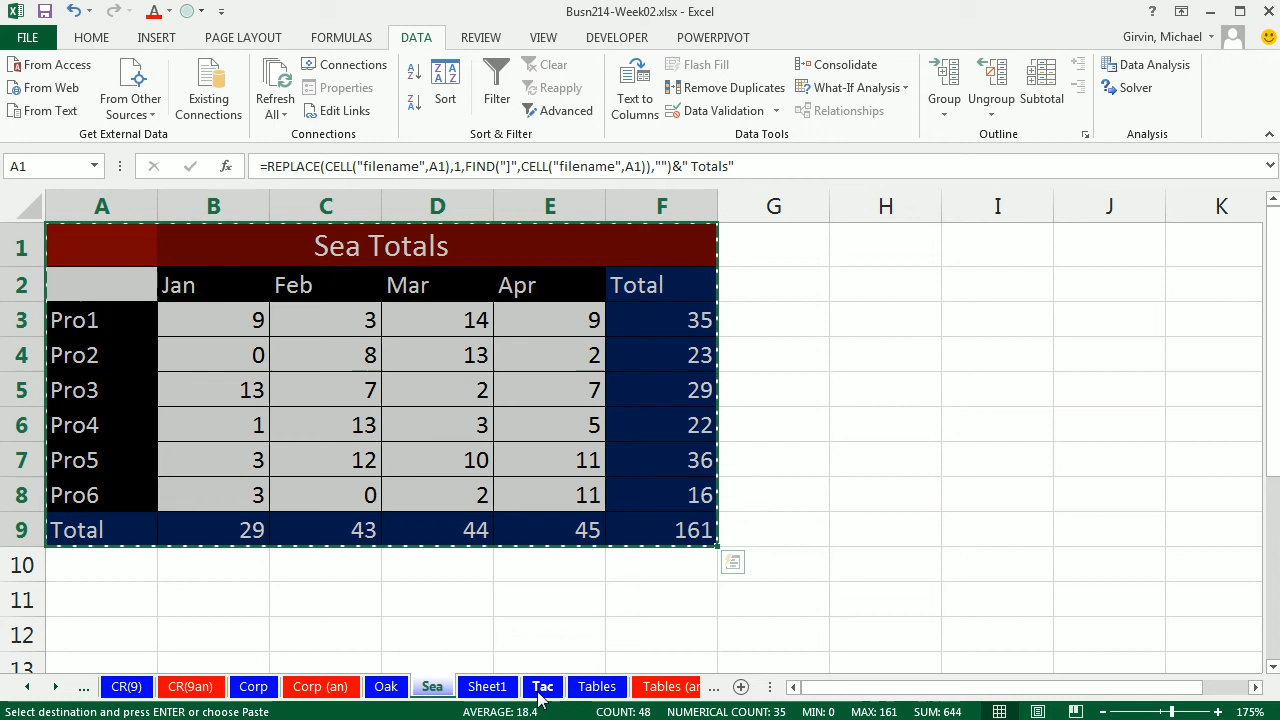 Busn214-Week02.xlsx - Excel
FILE HOME INSERT PAGE LAYOUT FORMULAS DATA REVIEW VIEW DEVELOPER POWERPIVOT Girvin, Michael
From Access
From Web
From Text
From Other Sources
Existing Connections
Get External Data
Refresh All
Connections
Properties
Edit Links
Connections
Sort
Filter
Clear
Reapply
Advanced
Sort & Filter
Text to Columns
Flash Fill
Remove Duplicates
Data Validation
Consolidate
What-If Analysis
Relationships
Data Tools
Group
Ungroup
Subtotal
Outline
Data Analysis
Solver
Analysis
A1 fx =REPLACE(CELL("filename",A1),1,FIND("]",CELL("filename",A1)),"")&" Totals"
A B C D E F G H I J K
1 Sea Totals
2 Jan Feb Mar Apr Total
3 Pro1 9 3 14 9 35
4 Pro2 0 8 13 2 23
5 Pro3 13 7 2 7 29
6 Pro4 1 13 3 5 22
7 Pro5 3 12 10 11 36
8 Pro6 3 0 2 11 16
9 Total 29 43 44 45 161
10
11
12
13
... CR(9) CR(9an) Corp Corp (an) Oak Sea Sheet1 Tac Tables Tables (ar ...
Select destination and press ENTER or choose Paste AVERAGE: 18.4 COUNT: 48 NUMERICAL COUNT: 35 MIN: 0 MAX: 161 SUM: 644 175%